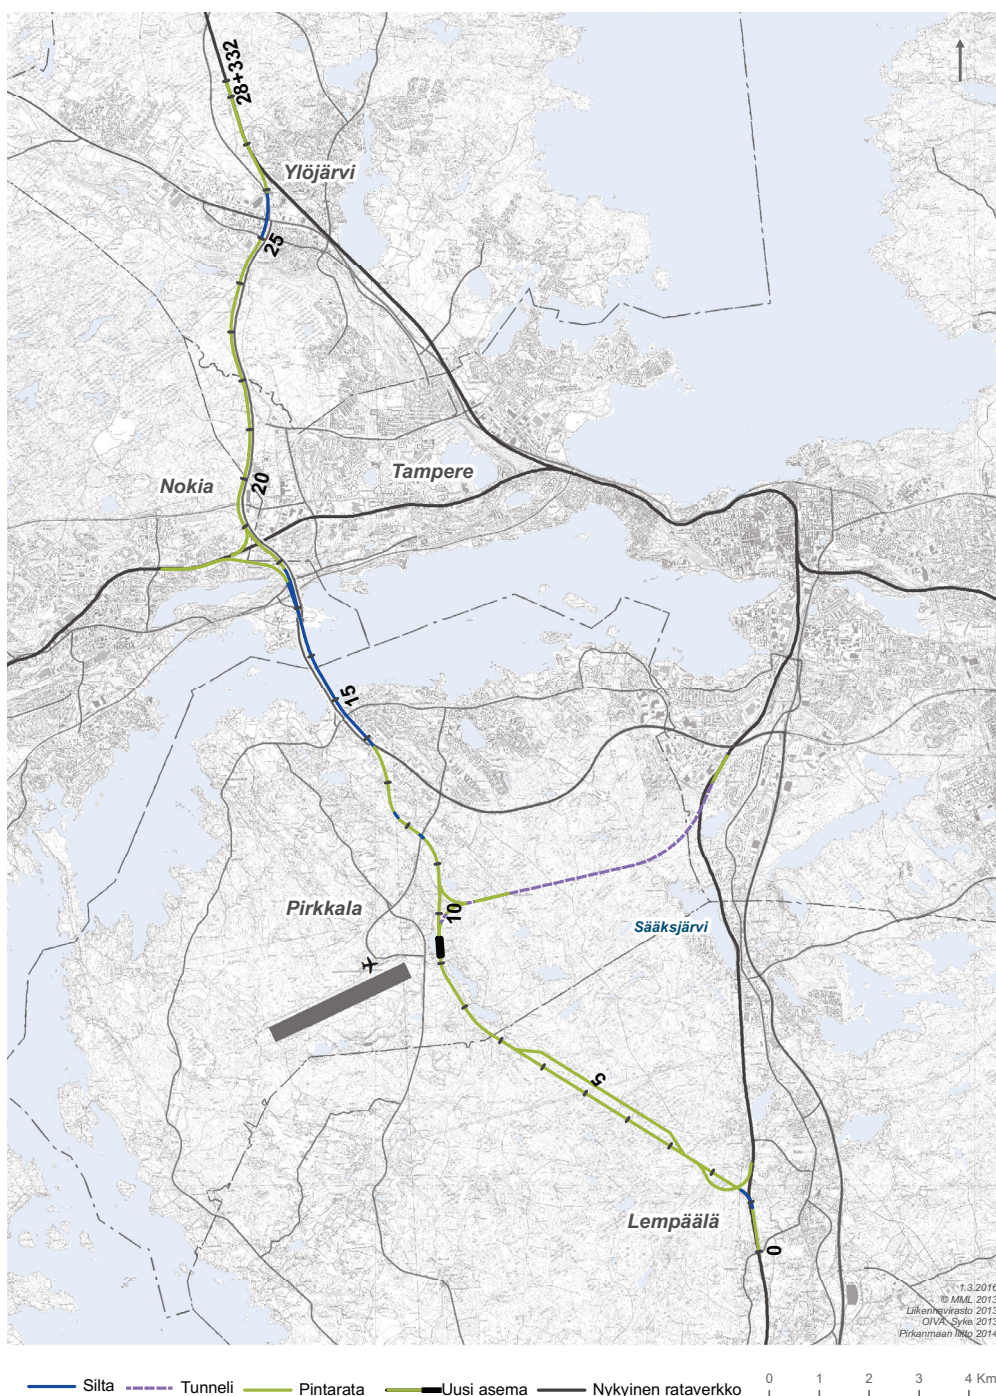 28+332
Ylöjärvi
25
Tampere
Nokia
20
15
Pirkkala
10
Sääksjärvi
5
Lempäälä
0
1.3.2016
© MML 2013
Liikennevirasto 2013
OIVA, Syke 2013
Pirkanmaan liitto 2014
Silta
Tunneli
Pintarata
Uusi asema
Nykyinen rataverkko
0 1 2 3 4 Km